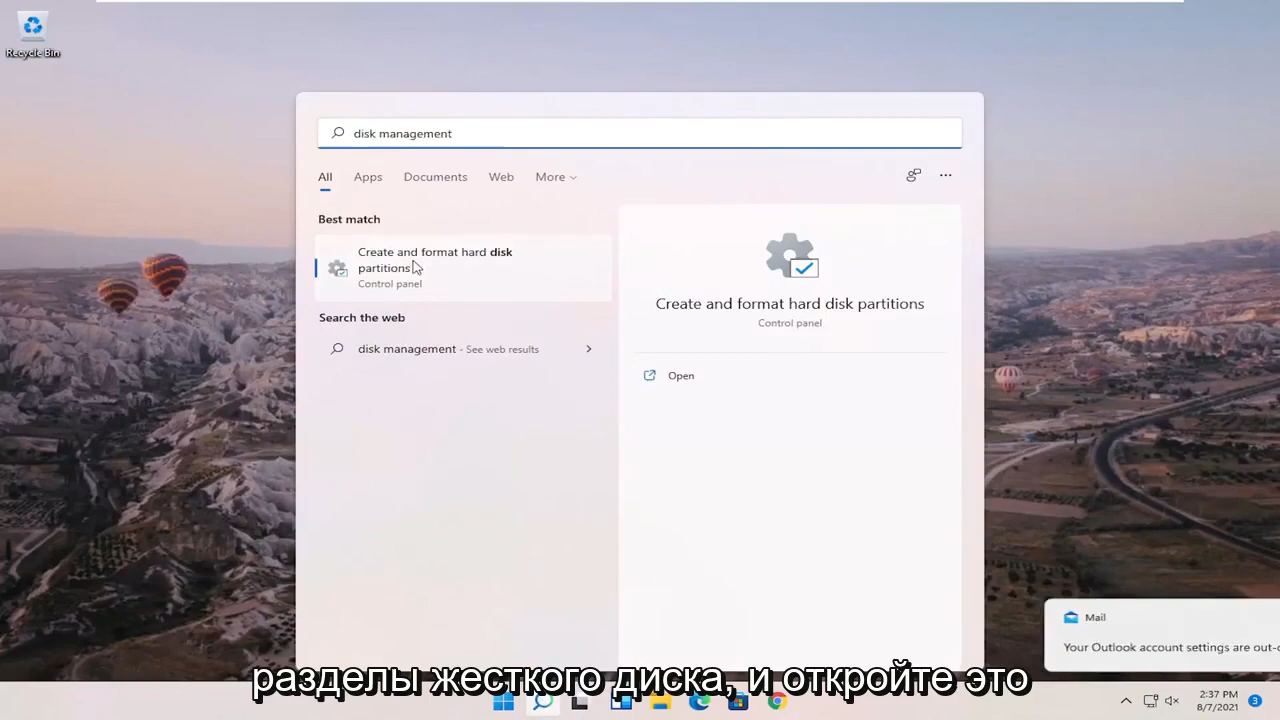 Recycle Bin
disk management
All Apps Documents Web More
Best match
Create and format hard disk
partitions
Control panel
Search the web
disk management - See web results
Create and format hard disk partitions
Control panel
Open
Mail
Your Outlook account settings are out-
разделы жесткого диска, и откройте это
2:37 PM
8/7/2021
3